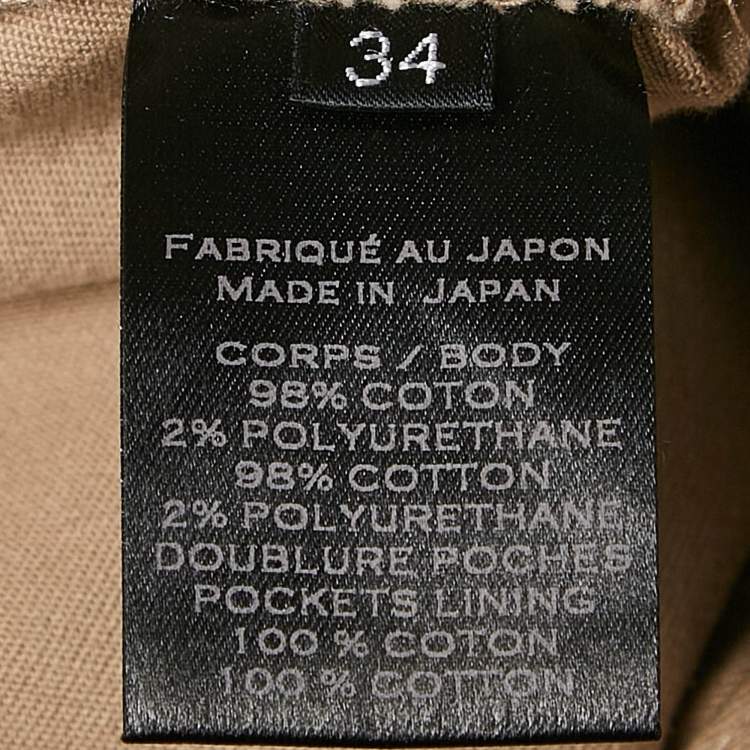 34
FABRIQUÉ AU JAPON
MADE IN JAPAN
CORPS / BODY
98% COTON
2% POLYURETHANE
98% COTTON
2% POLYURETHANE
DOUBLURE POCHES
POCKETS LINING
100 % COTON
100 % COTTON